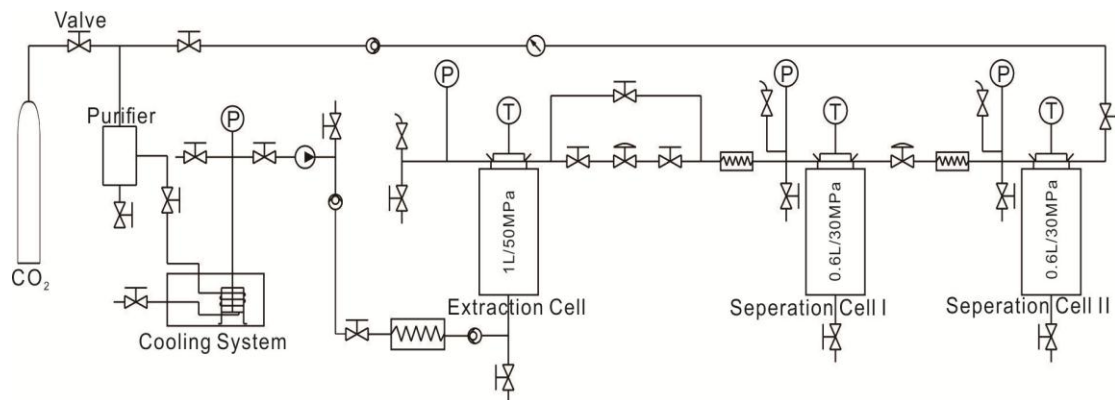 Valve
P
P
P
Purifier
P
T
T
T
1L/50MPa
0.6L/30MPa
0.6L/30MPa
CO₂
Extraction Cell
Seperation Cell I
Seperation Cell II
Cooling System